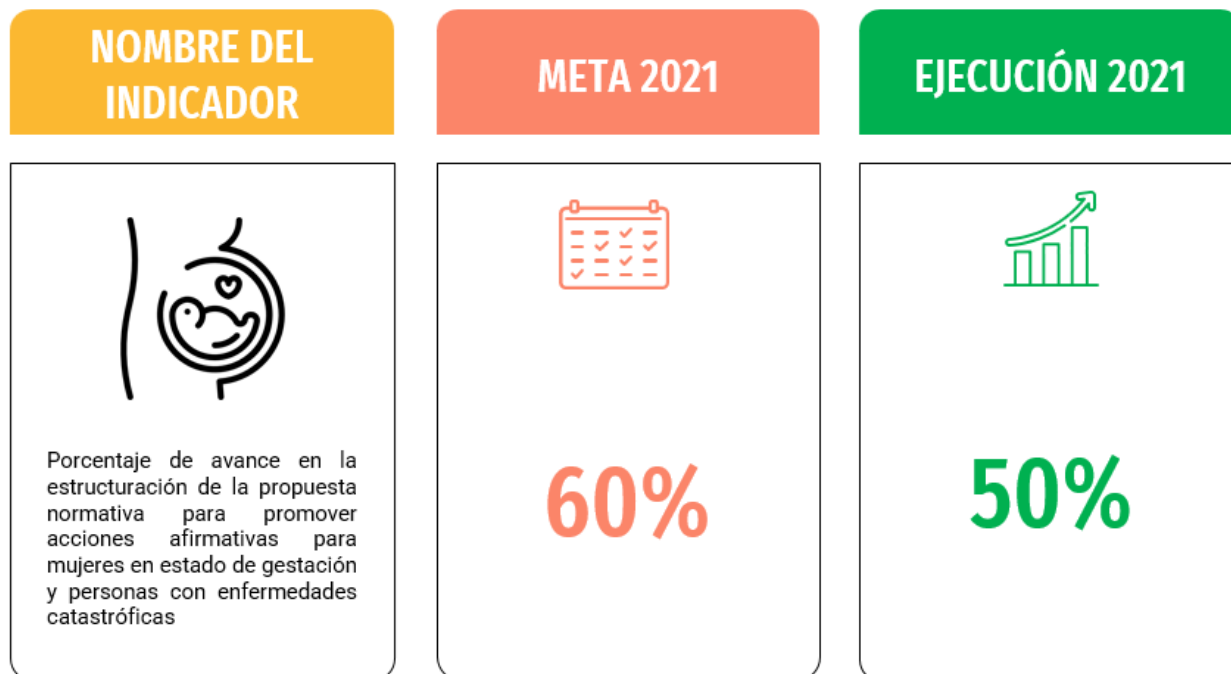 NOMBRE DEL
INDICADOR
META 2021
EJECUCIÓN 2021
Porcentaje de avance en la
estructuración de la propuesta
normativa para promover
acciones afirmativas para
mujeres en estado de gestación
y personas con enfermedades
catastróficas
60%
50%